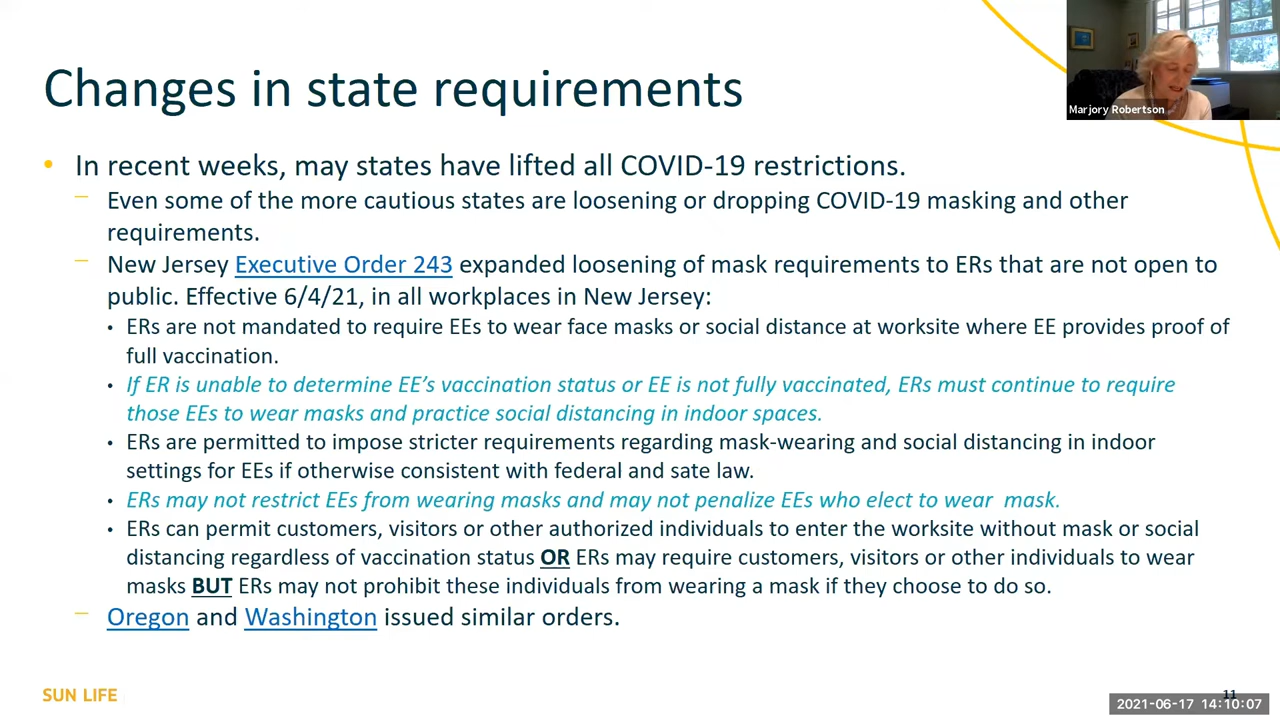 Changes in state requirements
Marjory Robertson
• In recent weeks, may states have lifted all COVID-19 restrictions.
– Even some of the more cautious states are loosening or dropping COVID-19 masking and other
requirements.
– New Jersey Executive Order 243 expanded loosening of mask requirements to ERs that are not open to
public. Effective 6/4/21, in all workplaces in New Jersey:
• ERs are not mandated to require EEs to wear face masks or social distance at worksite where EE provides proof of
full vaccination.
• If ER is unable to determine EE’s vaccination status or EE is not fully vaccinated, ERs must continue to require
those EEs to wear masks and practice social distancing in indoor spaces.
• ERs are permitted to impose stricter requirements regarding mask-wearing and social distancing in indoor
settings for EEs if otherwise consistent with federal and sate law.
• ERs may not restrict EEs from wearing masks and may not penalize EEs who elect to wear mask.
• ERs can permit customers, visitors or other authorized individuals to enter the worksite without mask or social
distancing regardless of vaccination status OR ERs may require customers, visitors or other individuals to wear
masks BUT ERs may not prohibit these individuals from wearing a mask if they choose to do so.
– Oregon and Washington issued similar orders.
SUN LIFE
11
2021-06-17 14:10:07